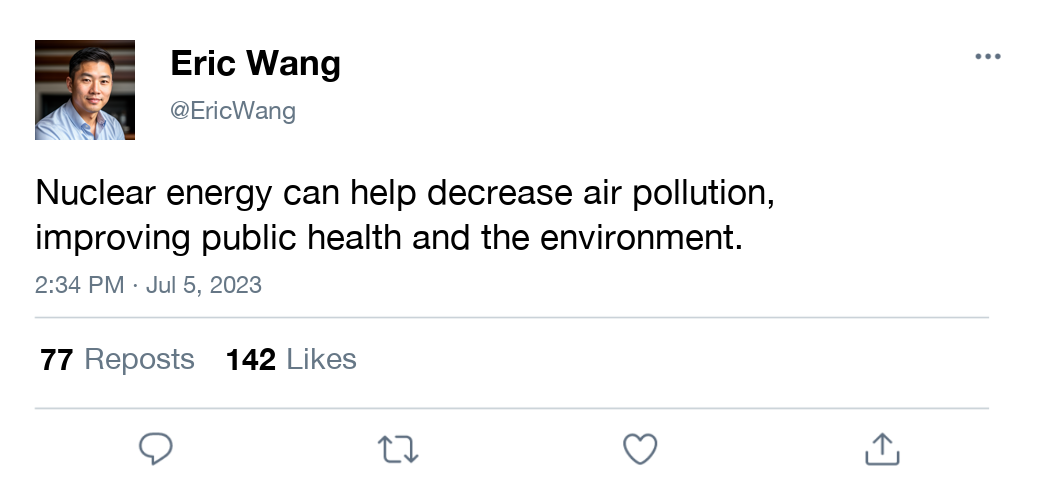 Eric Wang
@EricWang
Nuclear energy can help decrease air pollution,
improving public health and the environment.
2:34 PM · Jul 5, 2023
77 Reposts 142 Likes